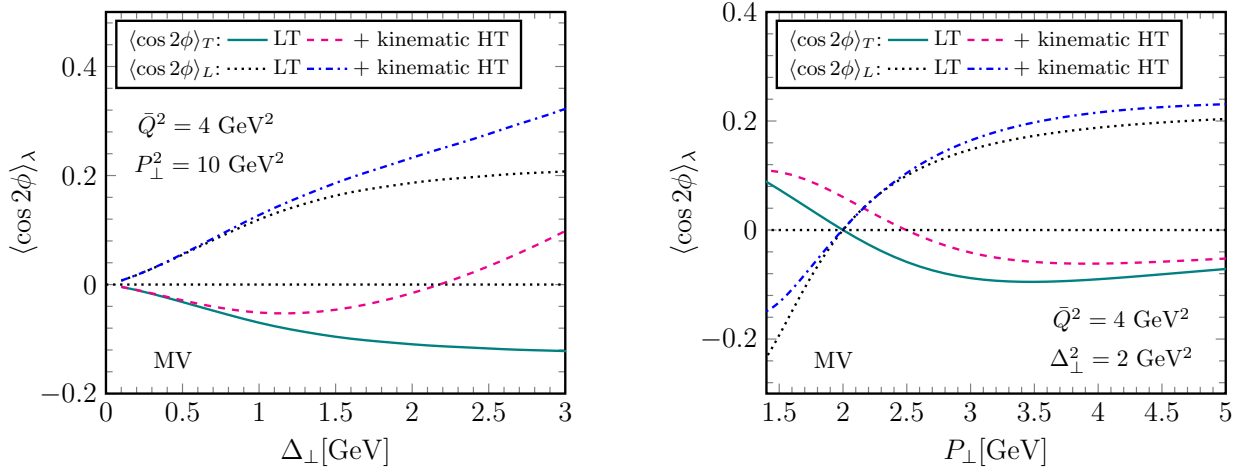 ⟨cos 2ϕ⟩_T: LT + kinematic HT
⟨cos 2ϕ⟩_L: LT + kinematic HT
Q̄² = 4 GeV²
P⊥² = 10 GeV²
MV
⟨cos 2ϕ⟩_λ
0.4
0.2
0
−0.2
0 0.5 1 1.5 2 2.5 3
Δ⊥[GeV]
⟨cos 2ϕ⟩_T: LT + kinematic HT
⟨cos 2ϕ⟩_L: LT + kinematic HT
Q̄² = 4 GeV²
Δ⊥² = 2 GeV²
MV
⟨cos 2ϕ⟩_λ
0.4
0.2
0
−0.2
1.5 2 2.5 3 3.5 4 4.5 5
P⊥[GeV]